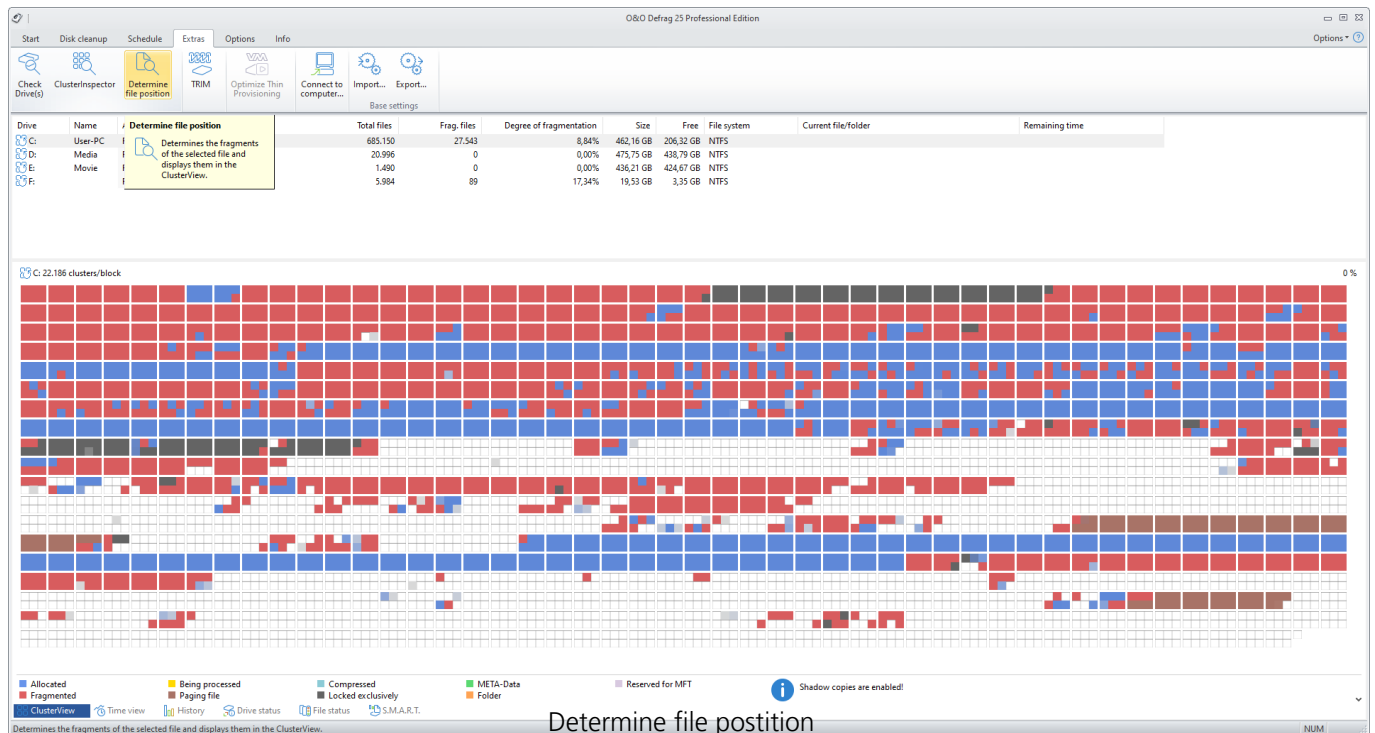 O&O Defrag 25 Professional Edition
Start Disk cleanup Schedule Extras Options Info Options
Check Drive(s)
ClusterInspector
Determine file position
TRIM
Optimize Thin Provisioning
Connect to computer...
Import... Export...
Base settings
Drive Name Total files Frag. files Degree of fragmentation Size Free File system Current file/folder Remaining time
C: User-PC 685.150 27.543 8,84% 462,16 GB 206,32 GB NTFS
D: Media 20.996 0 0,00% 475,75 GB 438,79 GB NTFS
E: Movie 1.490 0 0,00% 436,21 GB 424,67 GB NTFS
F: 5.984 89 17,34% 19,53 GB 3,35 GB NTFS
Determine file position
Determines the fragments
of the selected file and
displays them in the
ClusterView.
C: 22.186 clusters/block 0 %
Allocated Being processed Compressed META-Data Reserved for MFT
Fragmented Paging file Locked exclusively Folder
Shadow copies are enabled!
ClusterView Time view History Drive status File status S.M.A.R.T.
Determine file postition
Determines the fragments of the selected file and displays them in the ClusterView. NUM